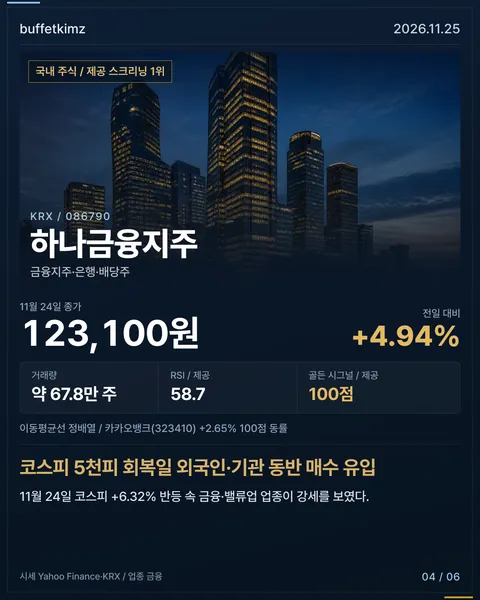 buffetkimz
2026.11.25
국내 주식 / 제공 스크리닝 1위
KRX / 086790
하나금융지주
금융지주·은행·배당주
11월 24일 종가
123,100원
전일 대비
+4.94%
거래량
약 67.8만 주
RSI / 제공
58.7
골든 시그널 / 제공
100점
이동평균선 정배열 / 카카오뱅크(323410) +2.65% 100점 동률
코스피 5천피 회복일 외국인·기관 동반 매수 유입
11월 24일 코스피 +6.32% 반등 속 금융·밸류업 업종이 강세를 보였다.
시세 Yahoo Finance·KRX / 업종 금융
04 / 06